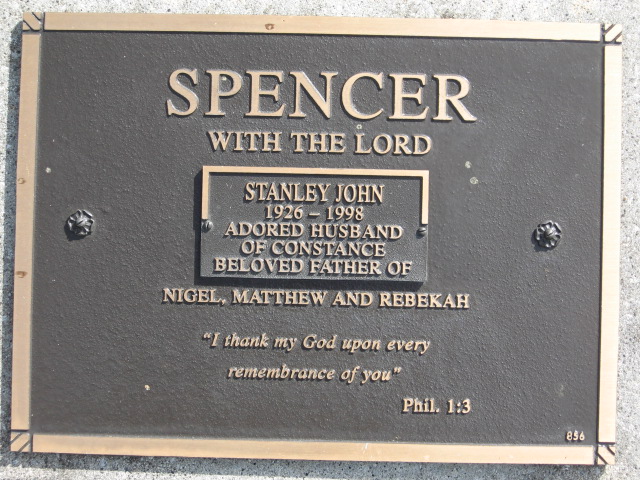 SPENCER
WITH THE LORD
STANLEY JOHN
1926 – 1998
ADORED HUSBAND
OF CONSTANCE
BELOVED FATHER OF
NIGEL, MATTHEW AND REBEKAH
"I thank my God upon every
remembrance of you"
Phil. 1:3
856